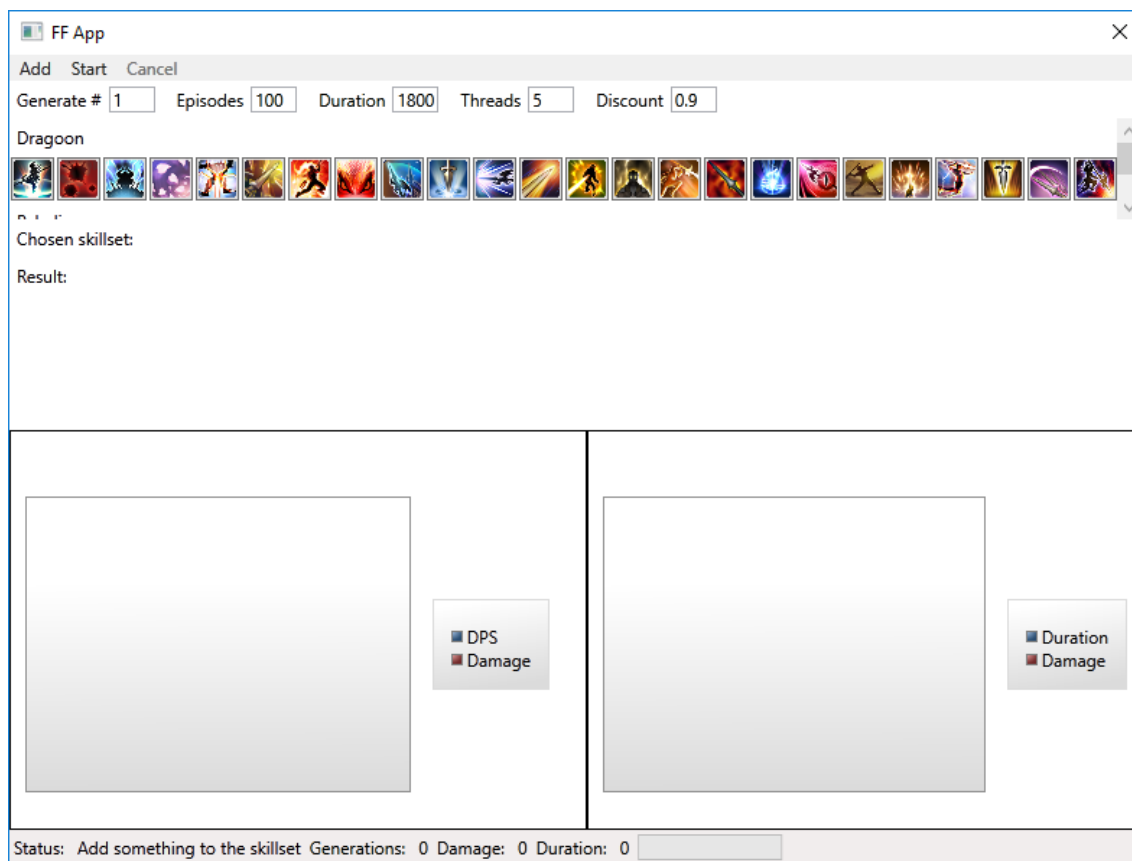 FF App
Add Start Cancel
Generate # 1 Episodes 100 Duration 1800 Threads 5 Discount 0.9
Dragoon
Chosen skillset:
Result:
DPS
Damage
Duration
Damage
Status: Add something to the skillset Generations: 0 Damage: 0 Duration: 0